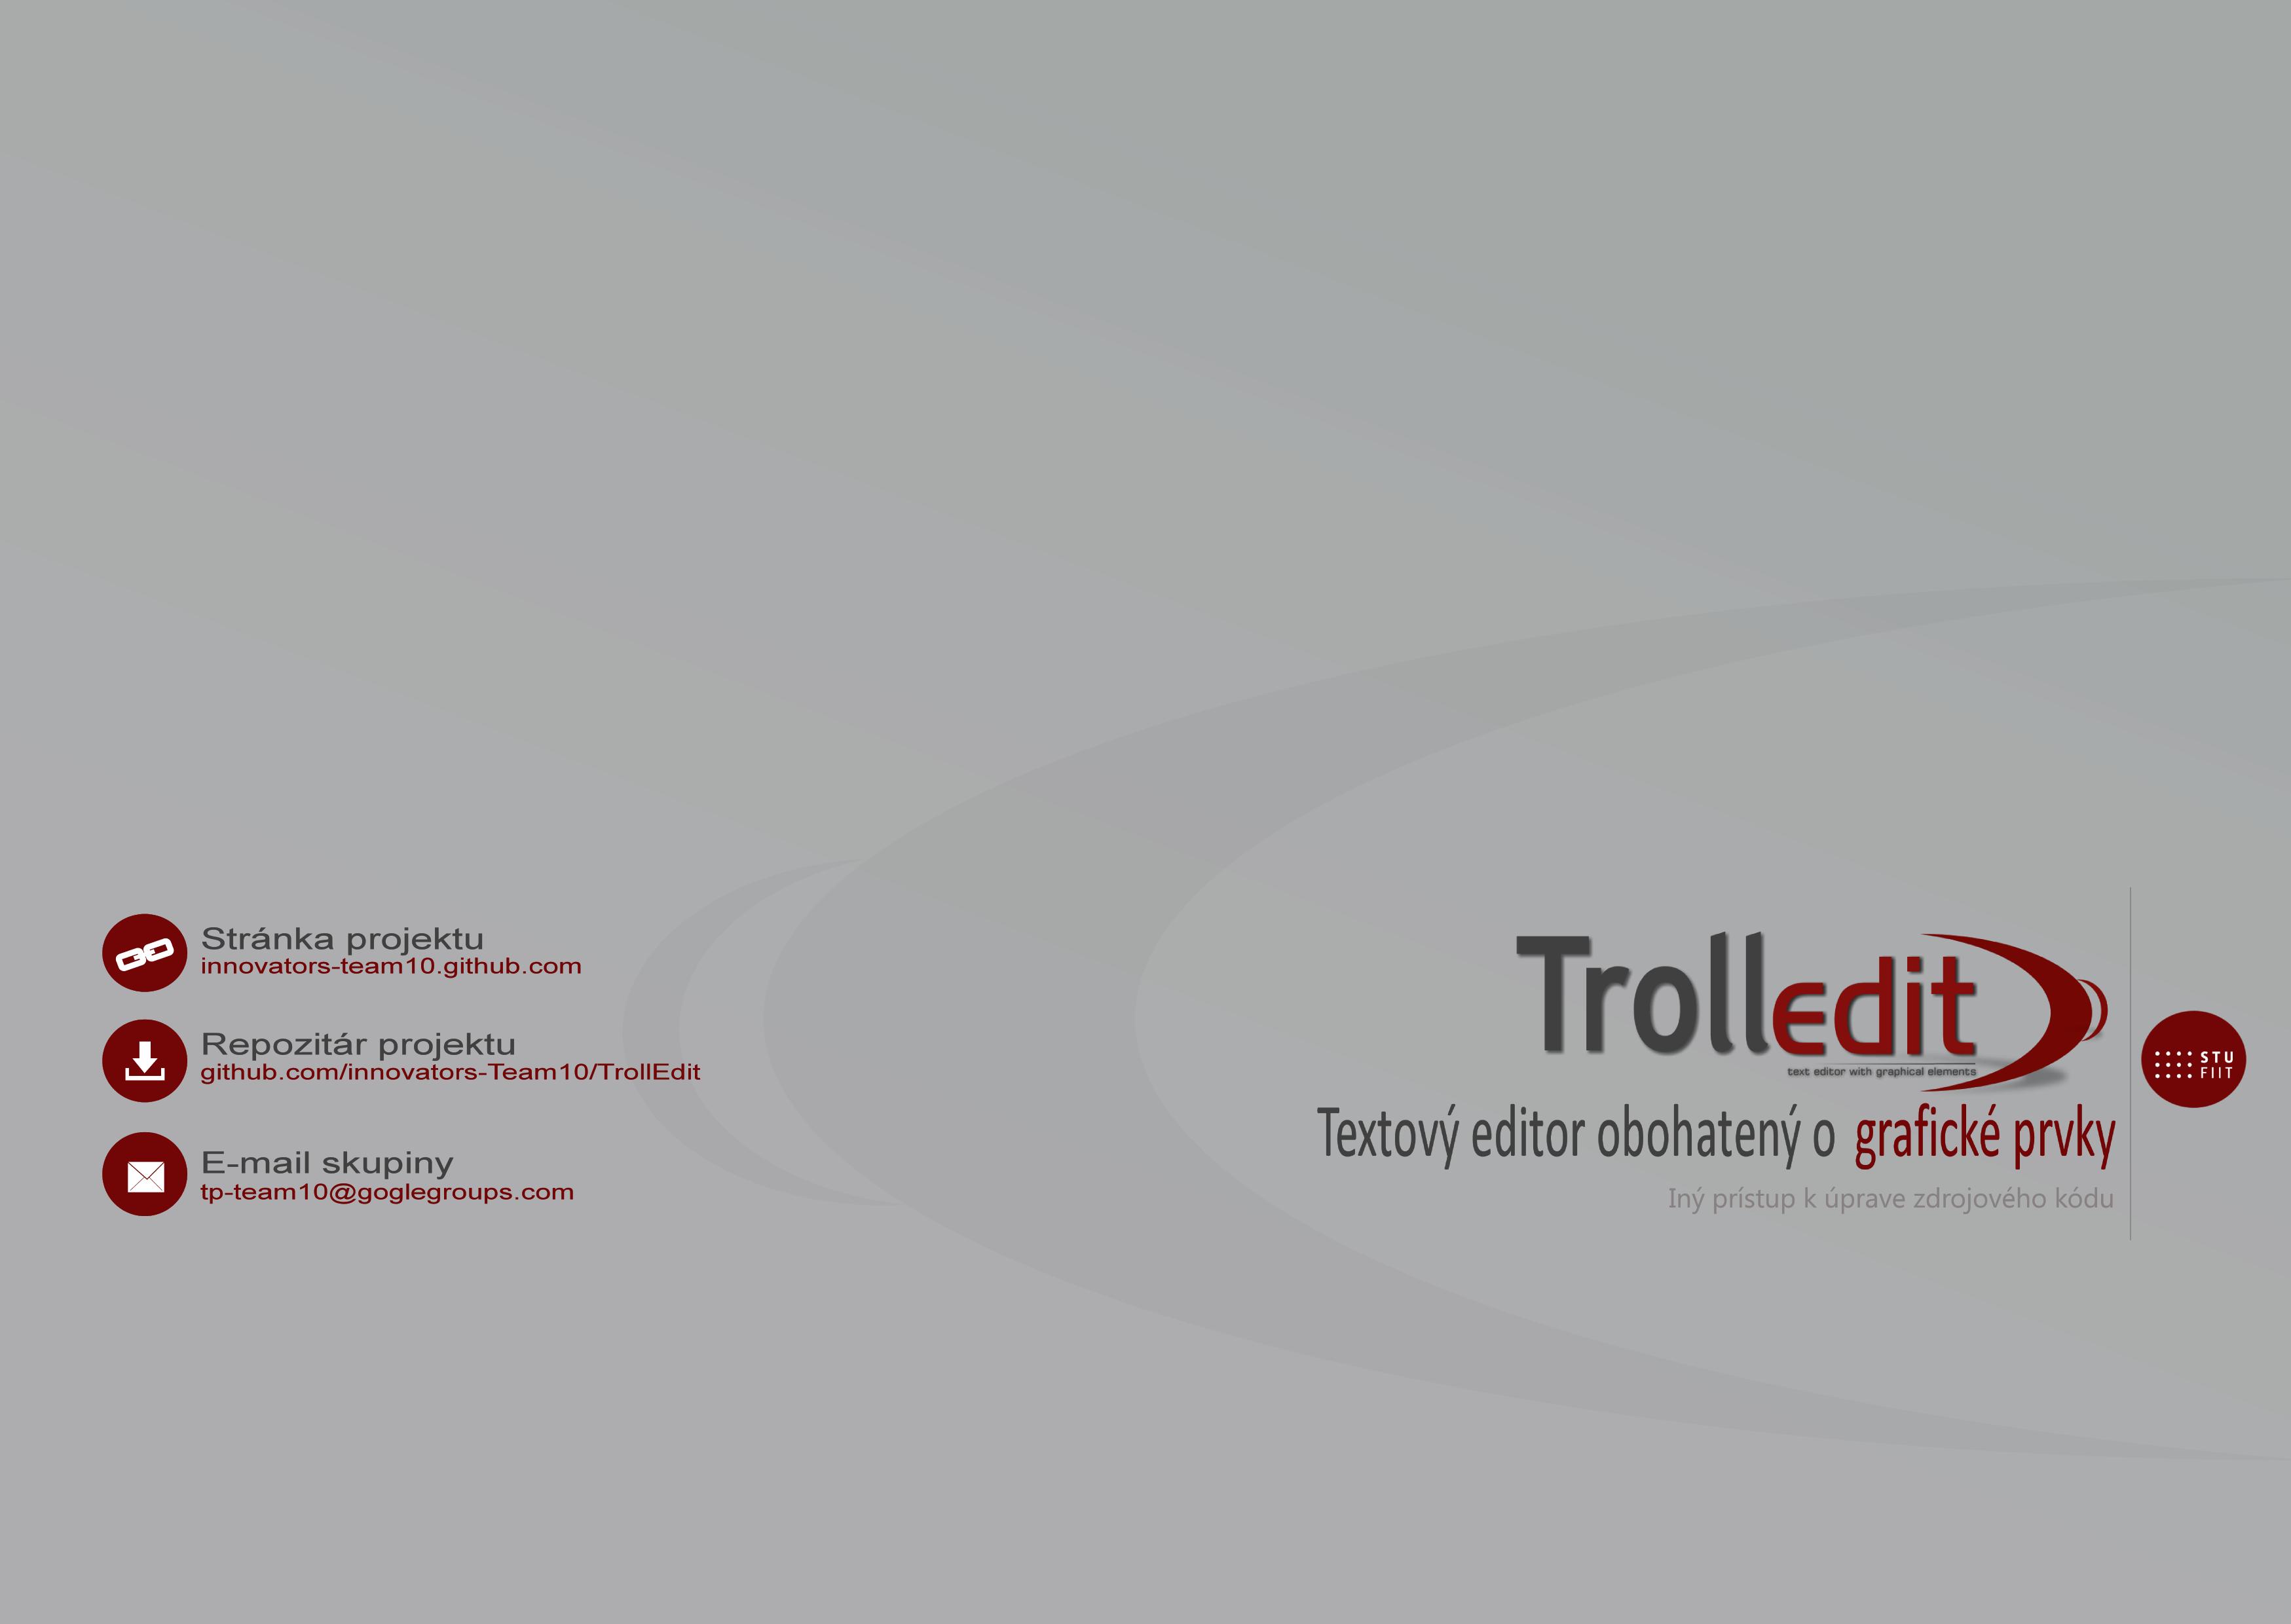 Stránka projektu
innovators-team10.github.com
Repozitár projektu
github.com/innovators-Team10/TrollEdit
E-mail skupiny
tp-team10@goglegroups.com
TrollEdit
text editor with graphical elements
Textový editor obohatený o grafické prvky
Iný prístup k úprave zdrojového kódu
STU
FIIT